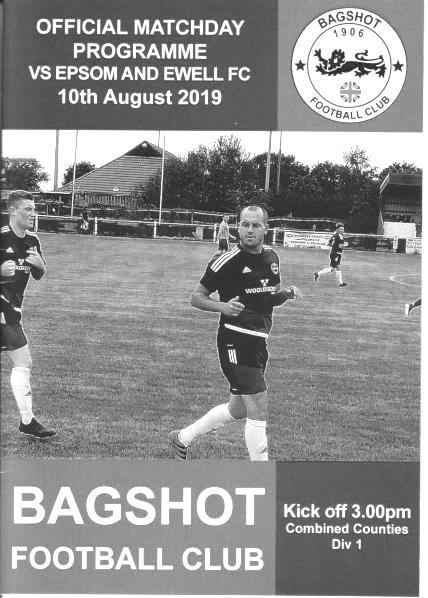 OFFICIAL MATCHDAY
PROGRAMME
VS EPSOM AND EWELL FC
10th August 2019
BAGSHOT
1906
FOOTBALL CLUB
BAGSHOT
FOOTBALL CLUB
Kick off 3.00pm
Combined Counties
Div 1